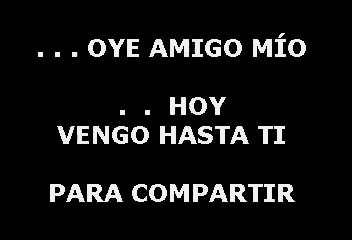 . . . OYE AMIGO MÍO
. . HOY
VENGO HASTA TI
PARA COMPARTIR